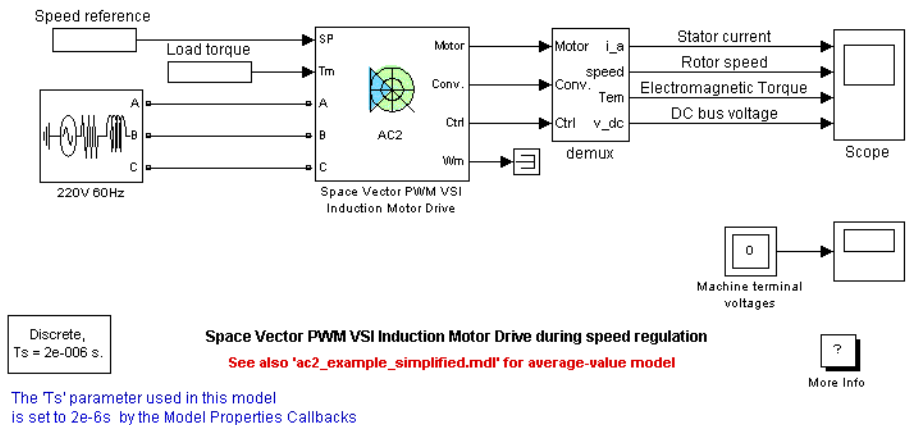 Speed reference
Load torque
SP
Tm
A
B
C
Motor
Conv.
Ctrl
Wm
AC2
Space Vector PWM VSI
Induction Motor Drive
A
B
C
220V 60Hz
Motor
Conv.
Ctrl
i_a
speed
Tem
v_dc
demux
Stator current
Rotor speed
Electromagnetic Torque
DC bus voltage
Scope
0
Machine terminal
voltages
Discrete,
Ts = 2e-006 s.
Space Vector PWM VSI Induction Motor Drive during speed regulation
See also 'ac2_example_simplified.mdl' for average-value model
?
More Info
The 'Ts' parameter used in this model
is set to 2e-6s by the Model Properties Callbacks